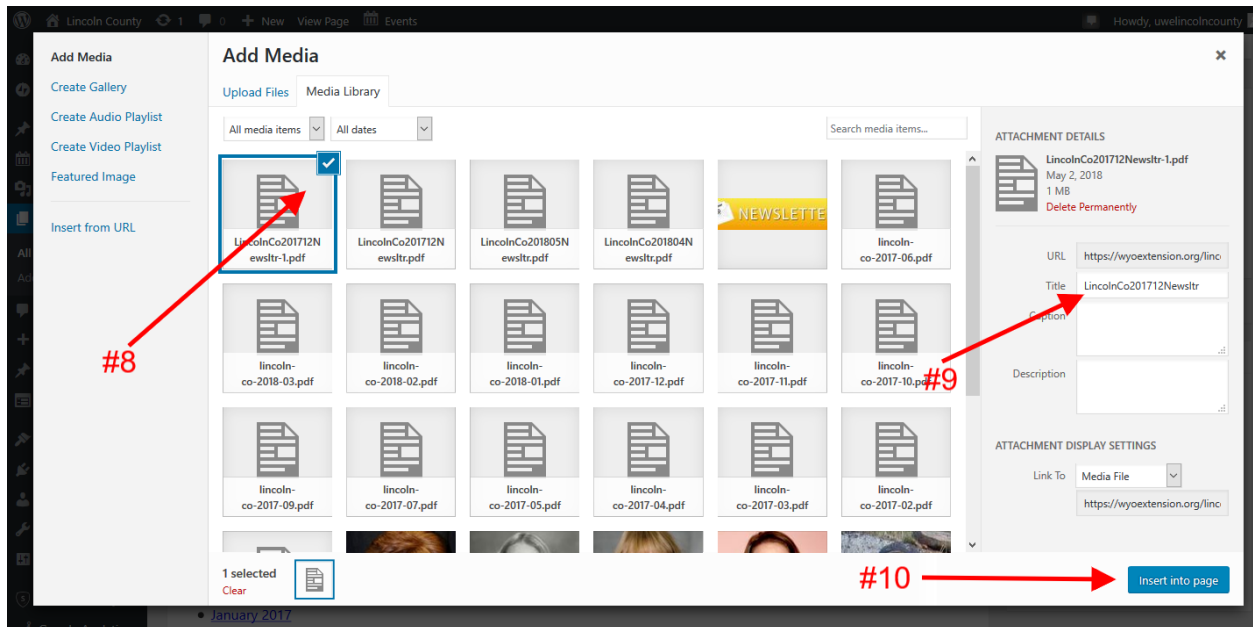 Lincoln County 1 0 + New View Page Events Howdy, uwelincolncounty
Add Media
Create Gallery
Create Audio Playlist
Create Video Playlist
Featured Image
Insert from URL
Add Media
Upload Files Media Library
All media items All dates Search media items...
LincolnCo201712N
ewsltr-1.pdf
LincolnCo201712N
ewsltr.pdf
LincolnCo201805N
ewsltr.pdf
LincolnCo201804N
ewsltr.pdf
NEWSLETTE
lincoln-
co-2017-06.pdf
#8
lincoln-
co-2018-03.pdf
lincoln-
co-2018-02.pdf
lincoln-
co-2018-01.pdf
lincoln-
co-2017-12.pdf
lincoln-
co-2017-11.pdf
lincoln-
co-2017-10.pdf
lincoln-
co-2017-09.pdf
lincoln-
co-2017-07.pdf
lincoln-
co-2017-05.pdf
lincoln-
co-2017-04.pdf
lincoln-
co-2017-03.pdf
lincoln-
co-2017-02.pdf
ATTACHMENT DETAILS
LincolnCo201712Newsltr-1.pdf
May 2, 2018
1 MB
Delete Permanently
URL https://wyoextension.org/linc
Title LincolnCo201712Newsltr
Caption
#9
Description
ATTACHMENT DISPLAY SETTINGS
Link To Media File
https://wyoextension.org/linc
1 selected
Clear
#10
Insert into page
All
Ad
January 2017